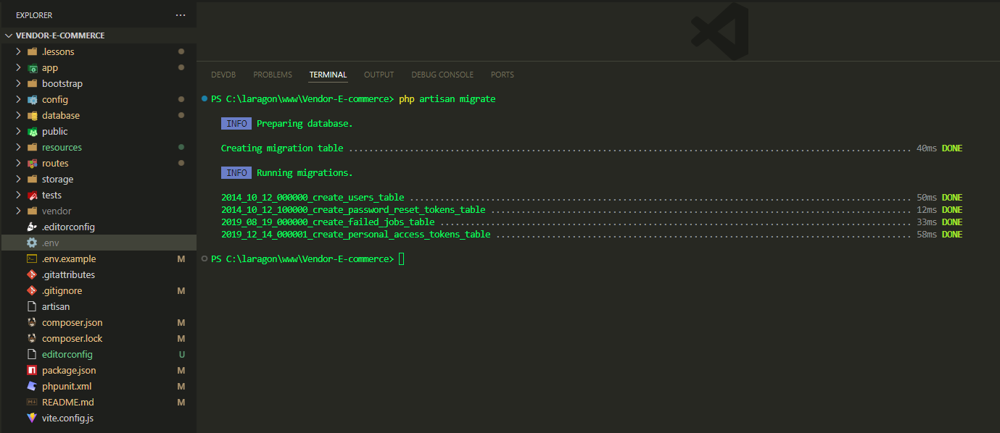 EXPLORER
VENDOR-E-COMMERCE
.lessons
app
bootstrap
config
database
public
resources
routes
storage
tests
vendor
.editorconfig
.env
.env.example M
.gitattributes
.gitignore M
artisan
composer.json M
composer.lock M
editorconfig U
package.json M
phpunit.xml M
README.md M
vite.config.js
DEVDB PROBLEMS TERMINAL OUTPUT DEBUG CONSOLE PORTS
PS C:\laragon\www\Vendor-E-commerce> php artisan migrate
INFO Preparing database.
Creating migration table ............................................................................................................... 40ms DONE
INFO Running migrations.
2014_10_12_000000_create_users_table ................................................................................................... 50ms DONE
2014_10_12_100000_create_password_reset_tokens_table ................................................................................... 12ms DONE
2019_08_19_000000_create_failed_jobs_table ............................................................................................. 33ms DONE
2019_12_14_000001_create_personal_access_tokens_table .................................................................................. 58ms DONE
PS C:\laragon\www\Vendor-E-commerce>